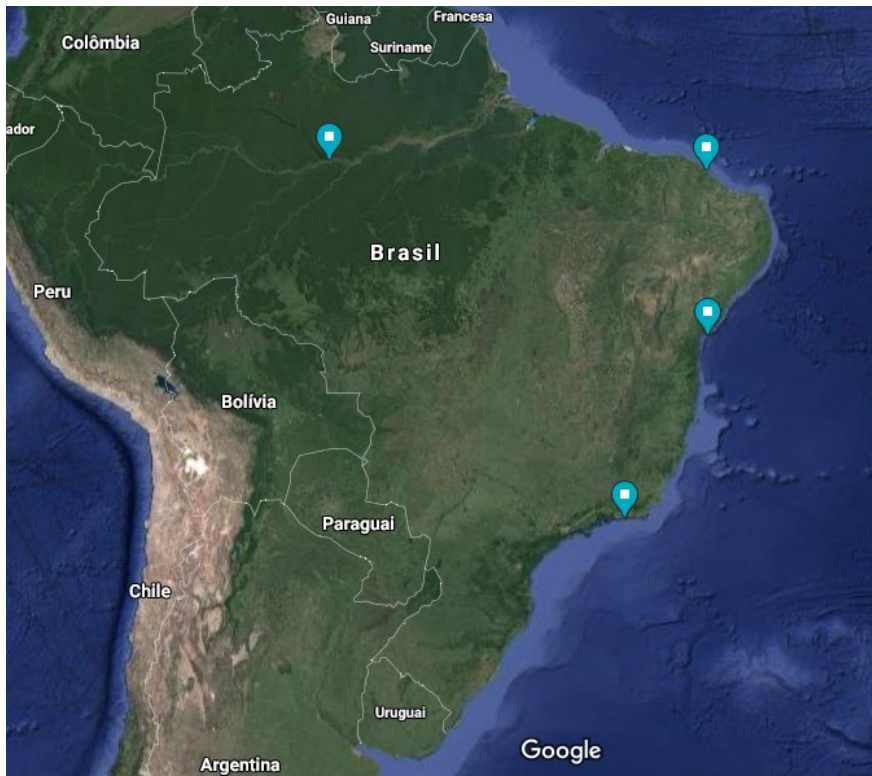 Guiana
Francesa
Colômbia
Suriname
ador
Brasil
Peru
Bolívia
Paraguai
Chile
Uruguai
Google
Argentina